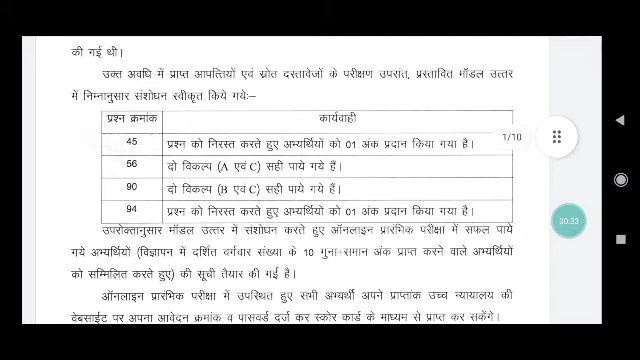 की गई थी।
उक्त अवधि में प्राप्त आपत्तियों एवं स्रोत दस्तावेजों के परीक्षण उपरांत, प्रस्तावित मॉडल उत्तर
में निम्नानुसार संशोधन स्वीकृत किये गये:–
प्रश्न क्रमांक कार्यवाही
45 प्रश्न को निरस्त करते हुए अभ्यर्थियों को 01 अंक प्रदान किया गया है।
1/10
56 दो विकल्प (A एवं C) सही पाये गये हैं।
90 दो विकल्प (B एवं C) सही पाये गये हैं।
94 प्रश्न को निरस्त करते हुए अभ्यर्थियों को 01 अंक प्रदान किया गया है।
00:33
उपरोक्तानुसार मॉडल उत्तर में संशोधन करते हुए ऑनलाइन प्रारंभिक परीक्षा में सफल पाये
गये अभ्यर्थियों (विज्ञापन में दर्शित वर्गवार संख्या के 10 गुना+समान अंक प्राप्त करने वाले अभ्यर्थियों
को सम्मिलित करते हुए) की सूची तैयार की गई है।
ऑनलाइन प्रारंभिक परीक्षा में उपस्थित हुए सभी अभ्यर्थी अपने प्राप्तांक उच्च न्यायालय की
वेबसाईट पर अपना आवेदन क्रमांक व पासवर्ड दर्ज कर स्कोर कार्ड के माध्यम से प्राप्त कर सकेंगे।